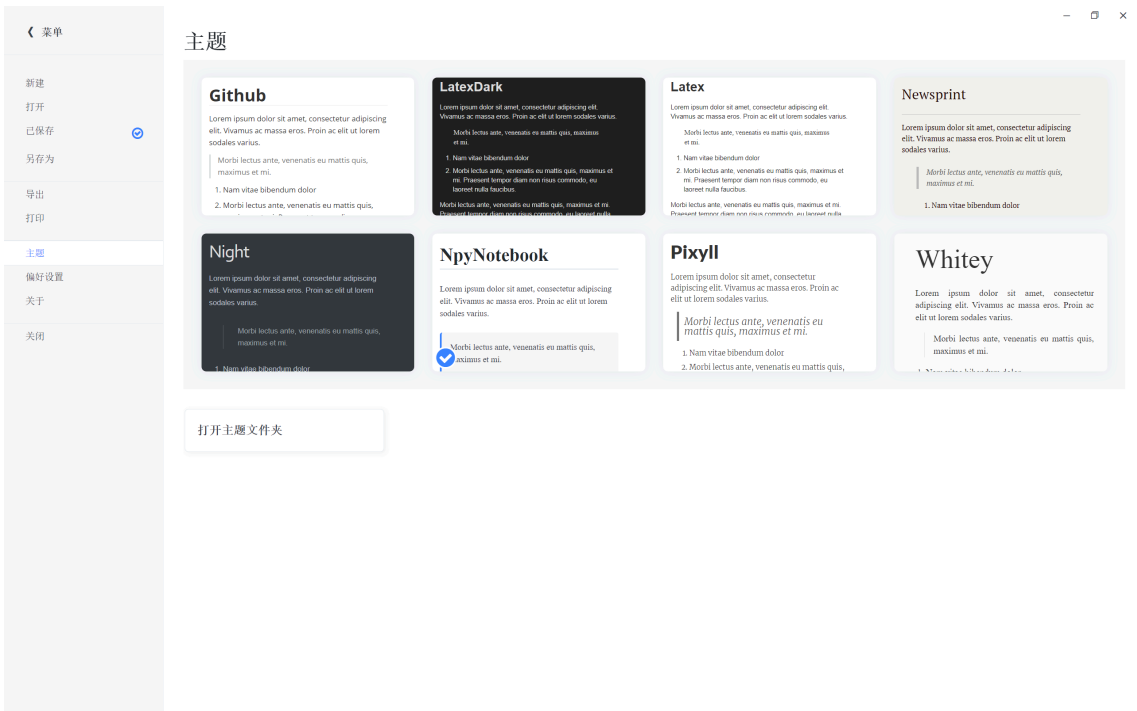 菜单
新建
打开
已保存
另存为
导出
打印
主题
偏好设置
关于
关闭
主题
Github
Lorem ipsum dolor sit amet, consectetur adipiscing
elit. Vivamus ac massa eros. Proin ac elit ut lorem
sodales varius.
Morbi lectus ante, venenatis eu mattis quis,
maximus et mi.
1. Nam vitae bibendum dolor
2. Morbi lectus ante, venenatis eu mattis quis,
LatexDark
Lorem ipsum dolor sit amet, consectetur adipiscing elit.
Vivamus ac massa eros. Proin ac elit ut lorem sodales varius.
Morbi lectus ante, venenatis eu mattis quis, maximus
et mi.
1. Nam vitae bibendum dolor
2. Morbi lectus ante, venenatis eu mattis quis, maximus et
mi. Praesent tempor diam non risus commodo, eu
laoreet nulla faucibus.
Morbi lectus ante, venenatis eu mattis quis, maximus et mi.
Praesent tempor diam non risus commodo, eu laoreet nulla
Latex
Lorem ipsum dolor sit amet, consectetur adipiscing elit.
Vivamus ac massa eros. Proin ac elit ut lorem sodales varius.
Morbi lectus ante, venenatis eu mattis quis, maximus
et mi.
1. Nam vitae bibendum dolor
2. Morbi lectus ante, venenatis eu mattis quis, maximus et
mi. Praesent tempor diam non risus commodo, eu
laoreet nulla faucibus.
Morbi lectus ante, venenatis eu mattis quis, maximus et mi.
Praesent tempor diam non risus commodo, eu laoreet nulla
Newsprint
Lorem ipsum dolor sit amet, consectetur adipiscing
elit. Vivamus ac massa eros. Proin ac elit ut lorem
sodales varius.
Morbi lectus ante, venenatis eu mattis quis,
maximus et mi.
1. Nam vitae bibendum dolor
Night
Lorem ipsum dolor sit amet, consectetur adipiscing
elit. Vivamus ac massa eros. Proin ac elit ut lorem
sodales varius.
Morbi lectus ante, venenatis eu mattis quis,
maximus et mi.
1. Nam vitae bibendum dolor
NpyNotebook
Lorem ipsum dolor sit amet, consectetur adipiscing
elit. Vivamus ac massa eros. Proin ac elit ut lorem
sodales varius.
Morbi lectus ante, venenatis eu mattis quis,
maximus et mi.
Pixyll
Lorem ipsum dolor sit amet, consectetur
adipiscing elit. Vivamus ac massa eros. Proin ac
elit ut lorem sodales varius.
Morbi lectus ante, venenatis eu
mattis quis, maximus et mi.
1. Nam vitae bibendum dolor
2. Morbi lectus ante, venenatis eu mattis quis,
Whitey
Lorem ipsum dolor sit amet, consectetur
adipiscing elit. Vivamus ac massa eros. Proin ac
elit ut lorem sodales varius.
Morbi lectus ante, venenatis eu mattis quis,
maximus et mi.
打开主题文件夹